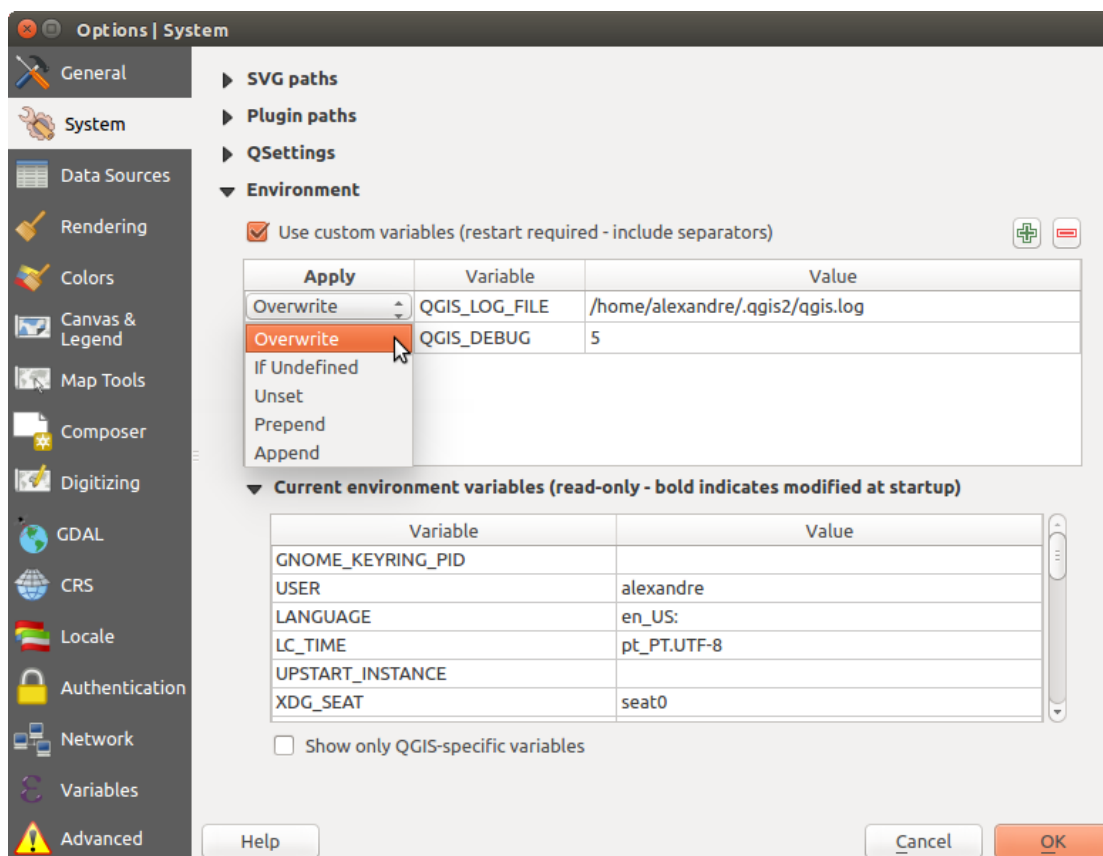 Options | System
General
System
Data Sources
Rendering
Colors
Canvas &
Legend
Map Tools
Composer
Digitizing
GDAL
CRS
Locale
Authentication
Network
Variables
Advanced
SVG paths
Plugin paths
QSettings
Environment
Use custom variables (restart required - include separators)
Apply Variable Value
Overwrite QGIS_LOG_FILE /home/alexandre/.qgis2/qgis.log
Overwrite QGIS_DEBUG 5
If Undefined
Unset
Prepend
Append
Current environment variables (read-only - bold indicates modified at startup)
Variable Value
GNOME_KEYRING_PID
USER alexandre
LANGUAGE en_US:
LC_TIME pt_PT.UTF-8
UPSTART_INSTANCE
XDG_SEAT seat0
Show only QGIS-specific variables
Help Cancel OK